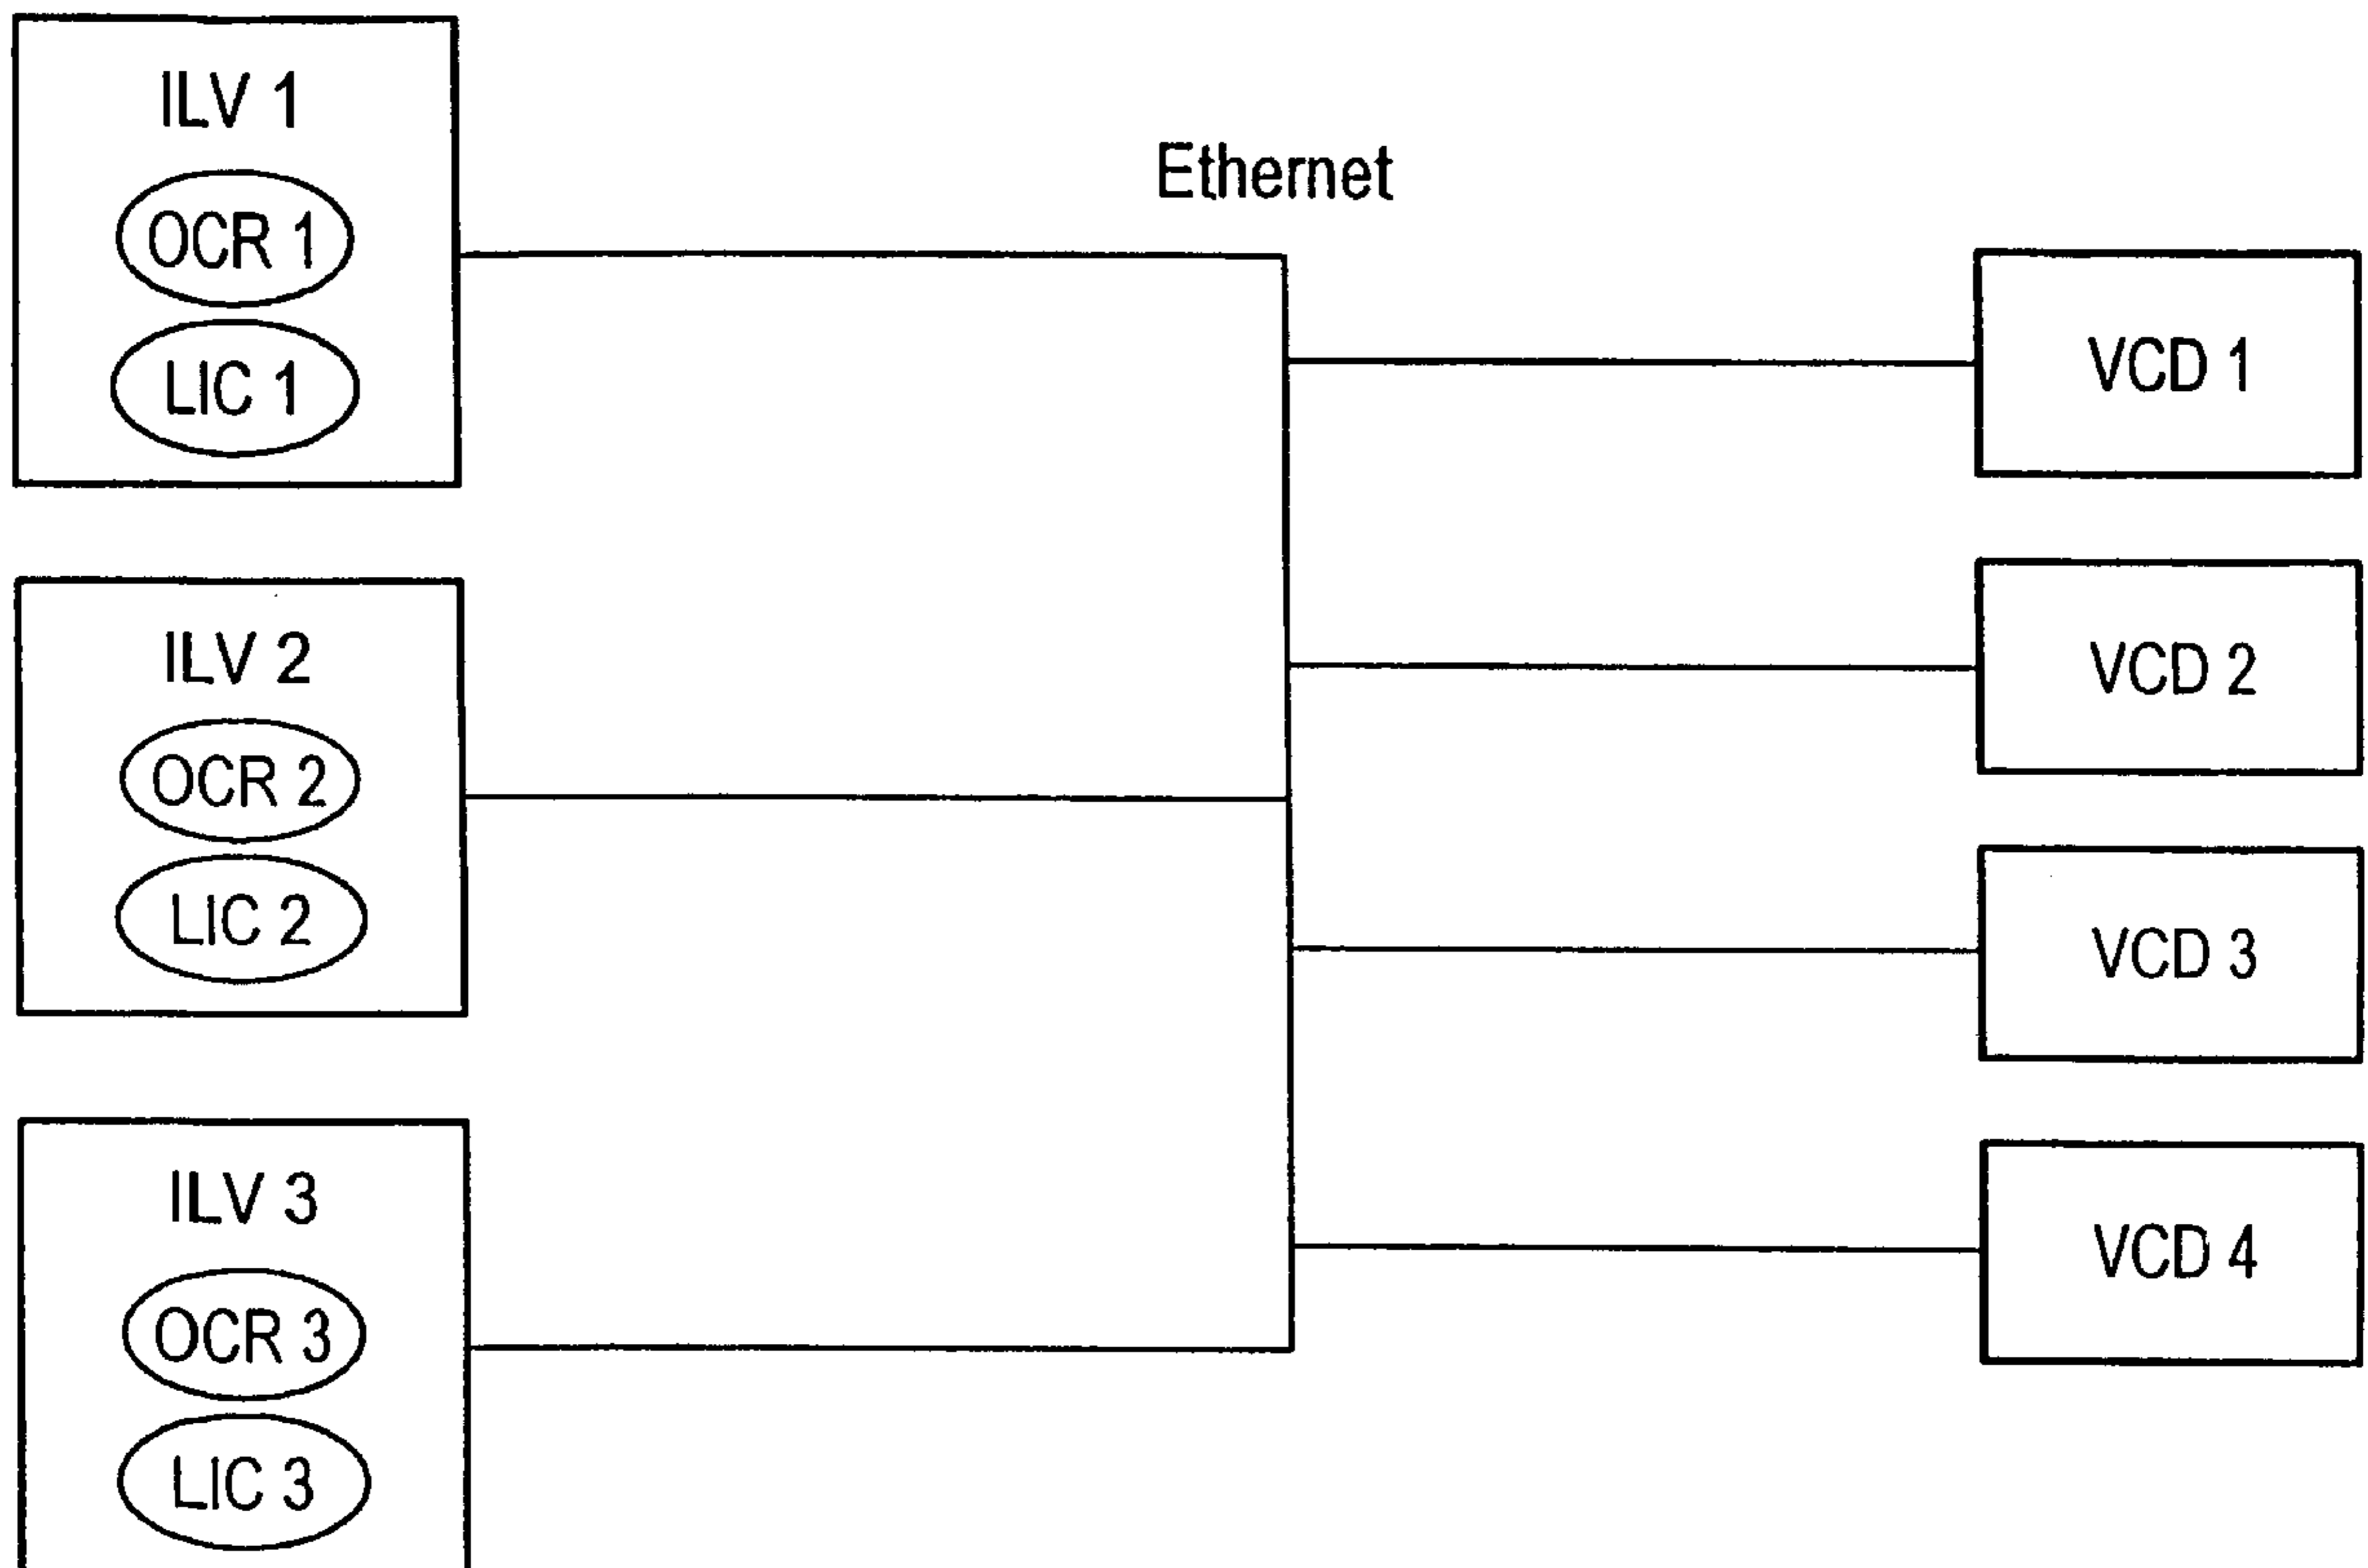 ILV 1
OCR 1
LIC 1
Ethernet
VCD 1
ILV 2
OCR 2
LIC 2
VCD 2
VCD 3
ILV 3
OCR 3
LIC 3
VCD 4